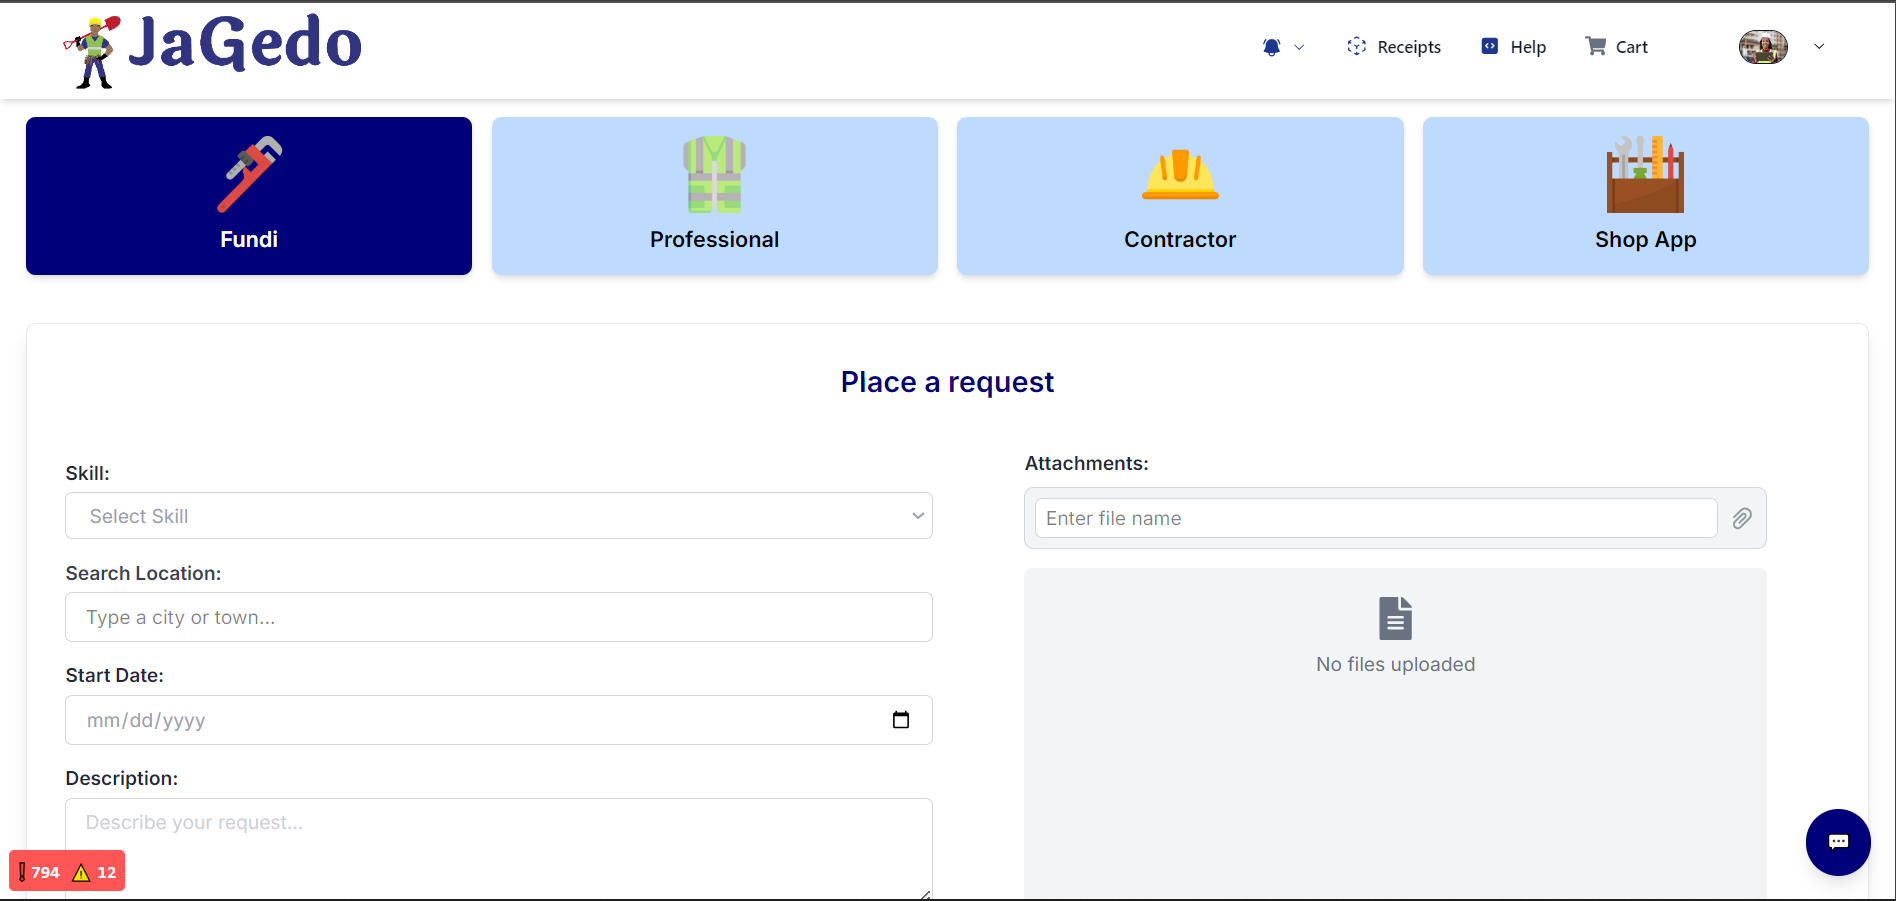 JaGedo
Receipts
Help
Cart
Fundi
Professional
Contractor
Shop App
Place a request
Skill:
Select Skill
Search Location:
Type a city or town...
Start Date:
mm/dd/yyyy
Description:
Describe your request...
Attachments:
Enter file name
No files uploaded
794 12